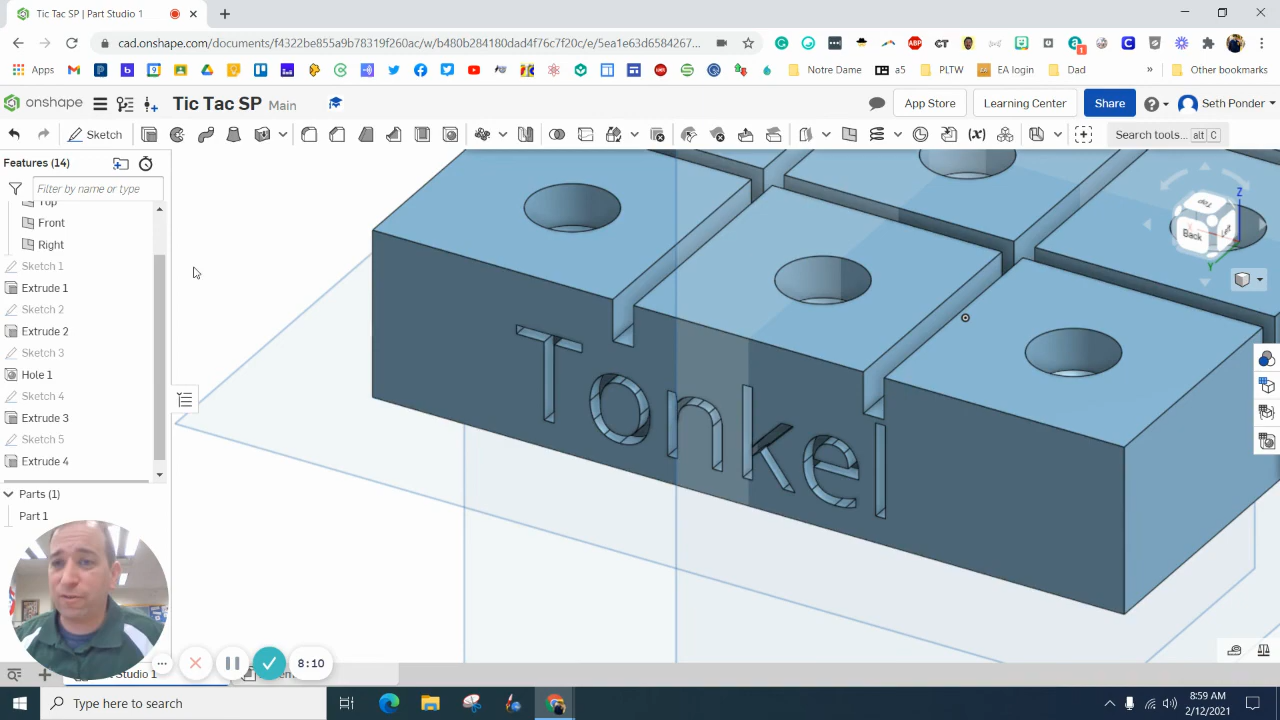 Tic Tac SP | Part Studio 1
cad.onshape.com/documents/f4322be855a9b78319f260ac/w/b480b284180dad4f76c7f20c/e/5ea1e63d6584267...
Apps
Notre Dame
a5
PLTW
EA login
Dad
»
Other bookmarks
onshape
Tic Tac SP Main
App Store
Learning Center
Share
Seth Ponder
Sketch
(x)
Search tools... alt C
Features (14)
Filter by name or type
Top
Front
Right
Sketch 1
Extrude 1
Sketch 2
Extrude 2
Sketch 3
Hole 1
Sketch 4
Extrude 3
Sketch 5
Extrude 4
Parts (1)
Part 1
Tonkel
Top
Back
Left
Z
Y
8:10
Type here to search
8:59 AM
2/12/2021